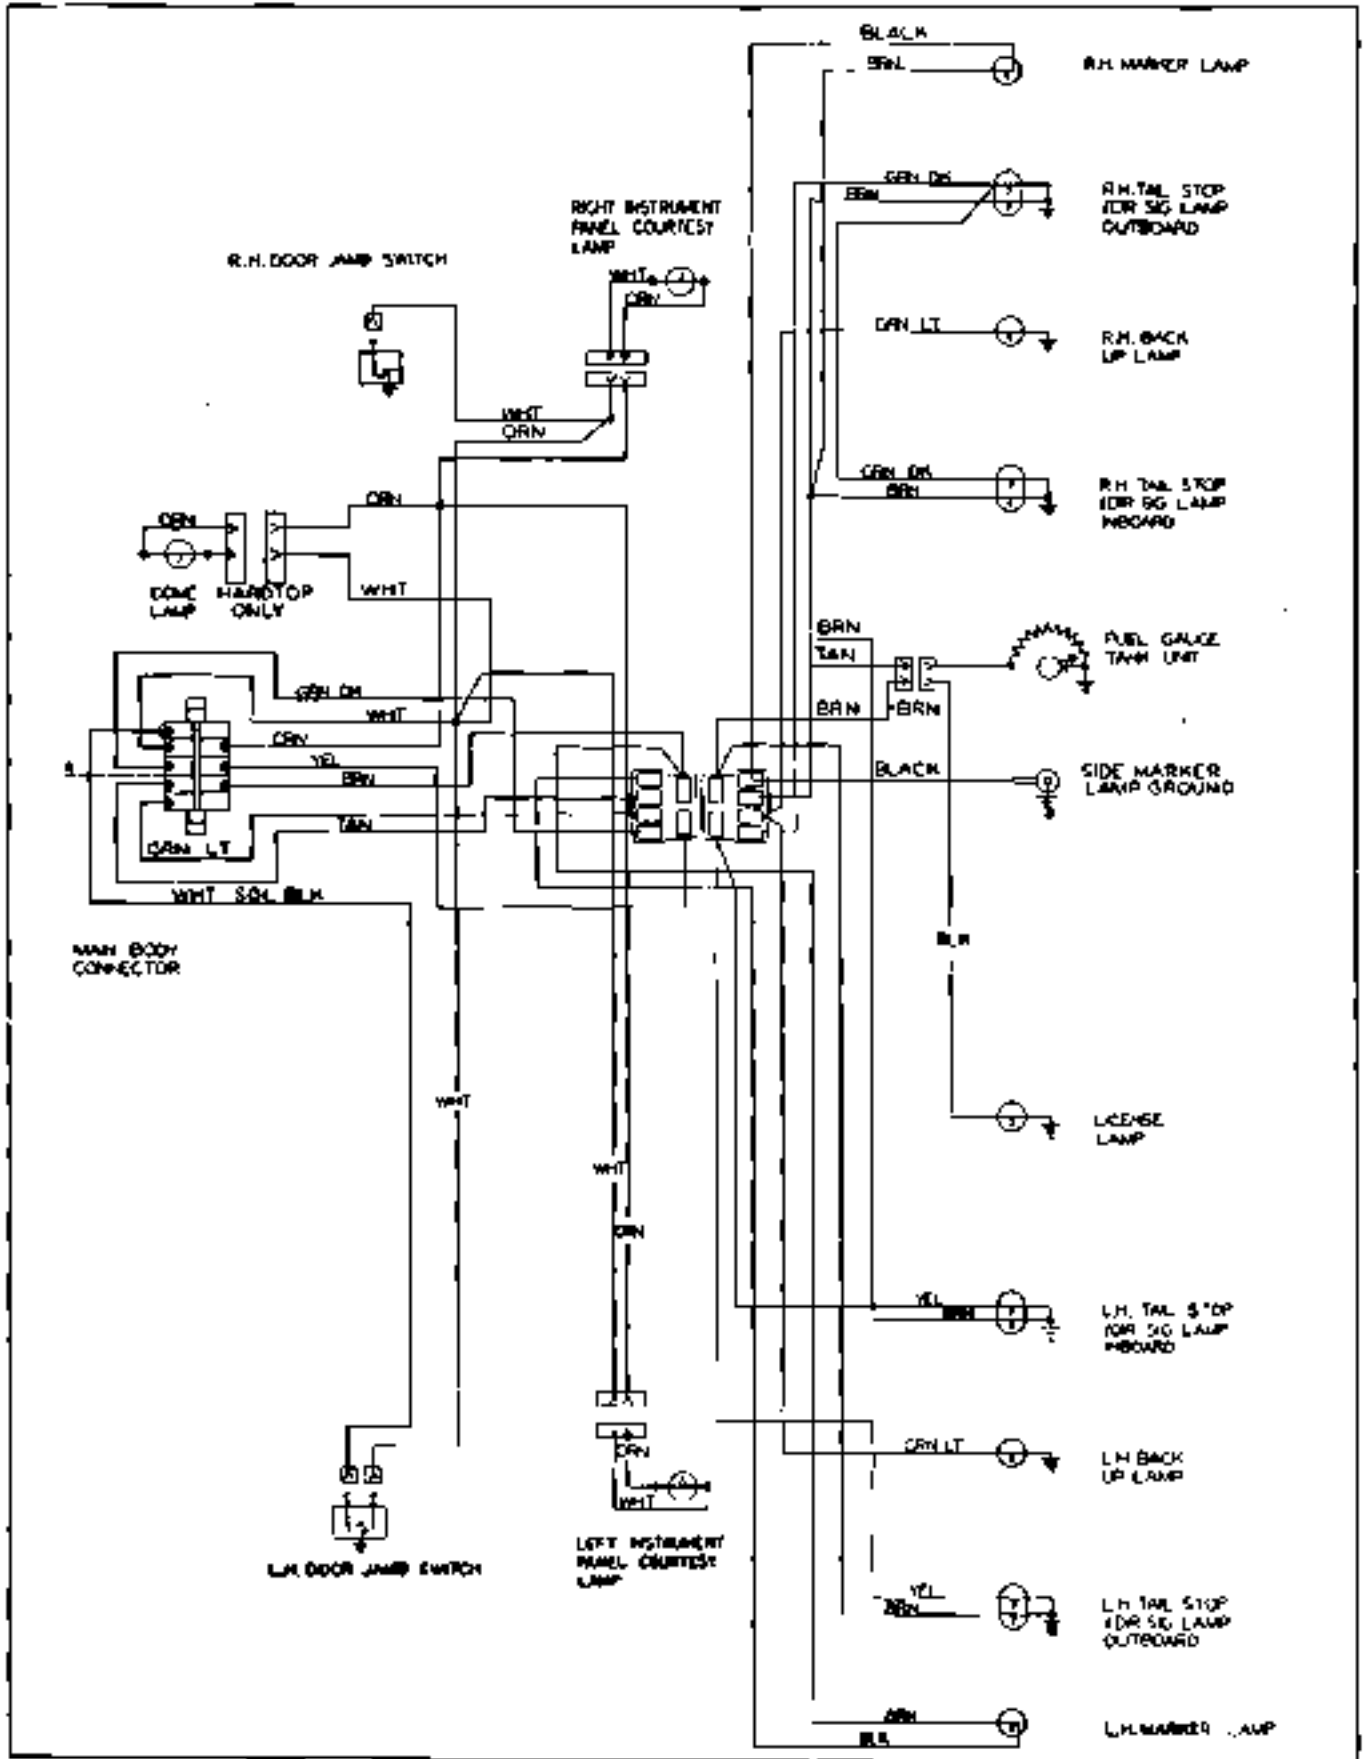 BLACK
BRN
R.H. MARKER LAMP
GRN DK
BRN
R.H. TAIL STOP
/DIR SIG LAMP
OUTBOARD
RIGHT INSTRUMENT
PANEL COURTESY
LAMP
R.H. DOOR JAMB SWITCH
WHT
ORN
GRN LT
R.H. BACK
UP LAMP
WHT
ORN
GRN DK
BRN
R.H. TAIL STOP
/DIR SIG LAMP
INBOARD
ORN
ORN
DOME
LAMP
HARDTOP
ONLY
WHT
BRN
TAN
FUEL GAUGE
TANK UNIT
GRN DK
WHT
BRN
BRN
ORN
YEL
BRN
BLACK
SIDE MARKER
LAMP GROUND
TAN
GRN LT
WHT SOL BLK
BLK
MAIN BODY
CONNECTOR
WHT
LICENSE
LAMP
WHT
ORN
YEL
BRN
L.H. TAIL STOP
/DIR SIG LAMP
INBOARD
GRN LT
L.H. BACK
UP LAMP
ORN
WHT
LEFT INSTRUMENT
PANEL COURTESY
LAMP
L.H. DOOR JAMB SWITCH
YEL
BRN
L.H. TAIL STOP
/DIR SIG LAMP
OUTBOARD
BRN
BLK
L.H. MARKER LAMP